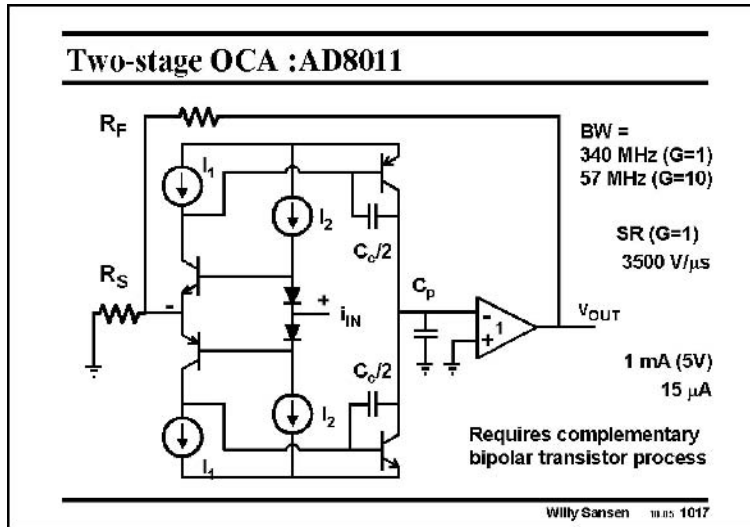 Two-stage OCA :AD8011
R_F
I_1
I_2
C_c/2
R_S
-
+
i_IN
C_p
-
1
+
V_OUT
C_c/2
I_2
I_1
BW =
340 MHz (G=1)
57 MHz (G=10)
SR (G=1)
3500 V/µs
1 mA (5V)
15 µA
Requires complementary
bipolar transistor process
Willy Sansen 10.05 1017